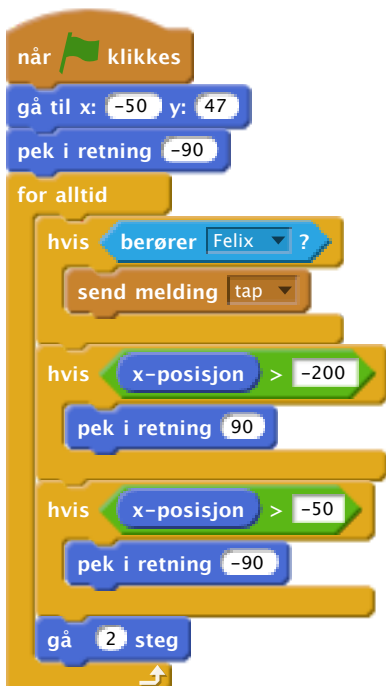 når klikkes
gå til x: -50 y: 47
pek i retning -90
for alltid
hvis berører Felix ?
send melding tap
hvis x-posisjon > -200
pek i retning 90
hvis x-posisjon > -50
pek i retning -90
gå 2 steg